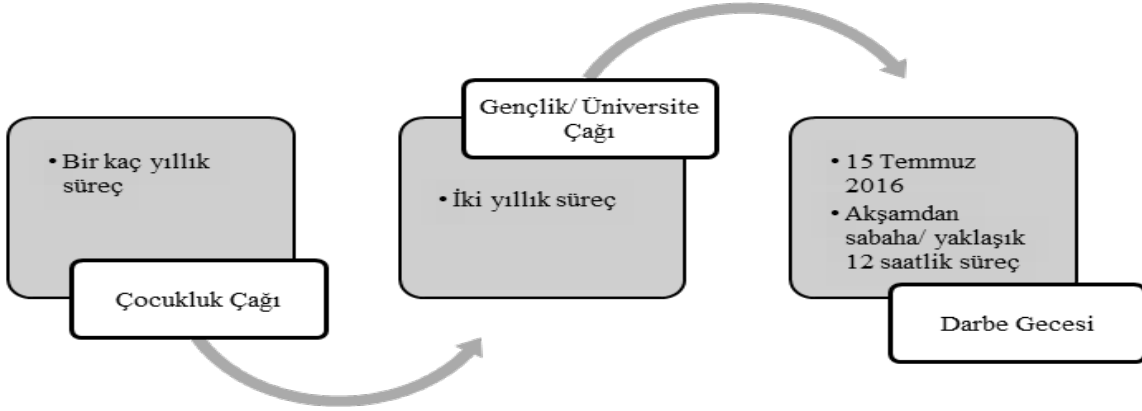 • Bir kaç yıllık
süreç
Çocukluk Çağı
Gençlik/ Üniversite
Çağı
• İki yıllık süreç
• 15 Temmuz
2016
• Akşamdan
sabaha/ yaklaşık
12 saatlik süreç
Darbe Gecesi